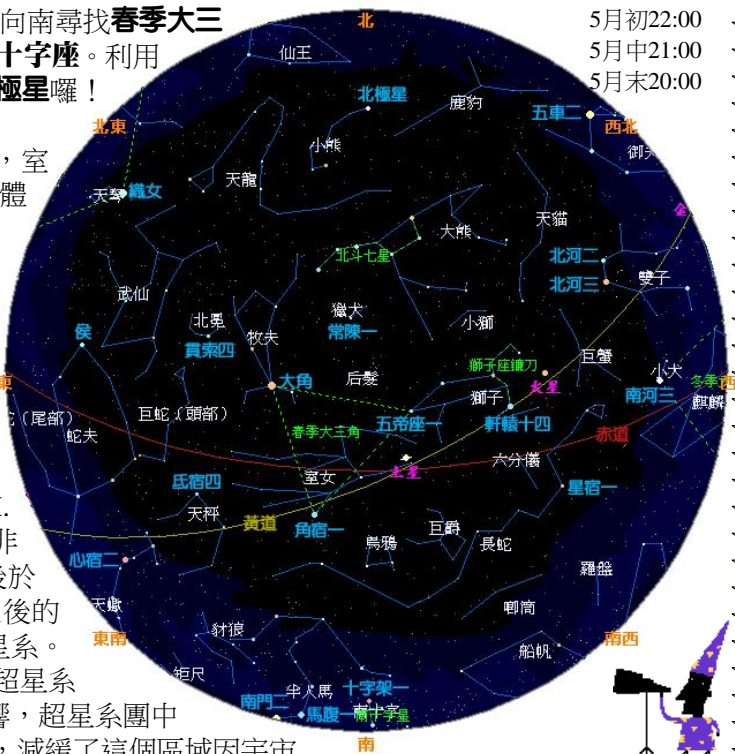 向南尋找春季大三
十字座。利用
極星囉！
5月初22:00
5月中21:00
5月末20:00
，室
體
北
仙王
北極星
鹿豹
五車二
北東
西北
小熊
御夫
天琴
織女
天龍
金
大熊
天貓
北斗七星
北河二
北河三
雙子
武仙
獵犬
常陳一
小獅
侯
北冕
貫索四
牧夫
巨蟹
獅子座鐮刀
火星
小犬
大角
后髮
獅子
南河三
冬季
西
東
麒麟
（尾部）
巨蛇（頭部）
五帝座一
軒轅十四
蛇夫
春季大三角
赤道
室女
土星
六分儀
氐宿四
星宿一
天秤
黃道
角宿一
非
烏鴉
巨爵
長蛇
心宿二
羅盤
後的
天蠍
唧筒
東南
豺狼
南西
星系。
船帆
超星系
矩尺
半人馬
十字架一
南門二
馬腹一
響，超星系團中
南
，減緩了這個區域因宇宙